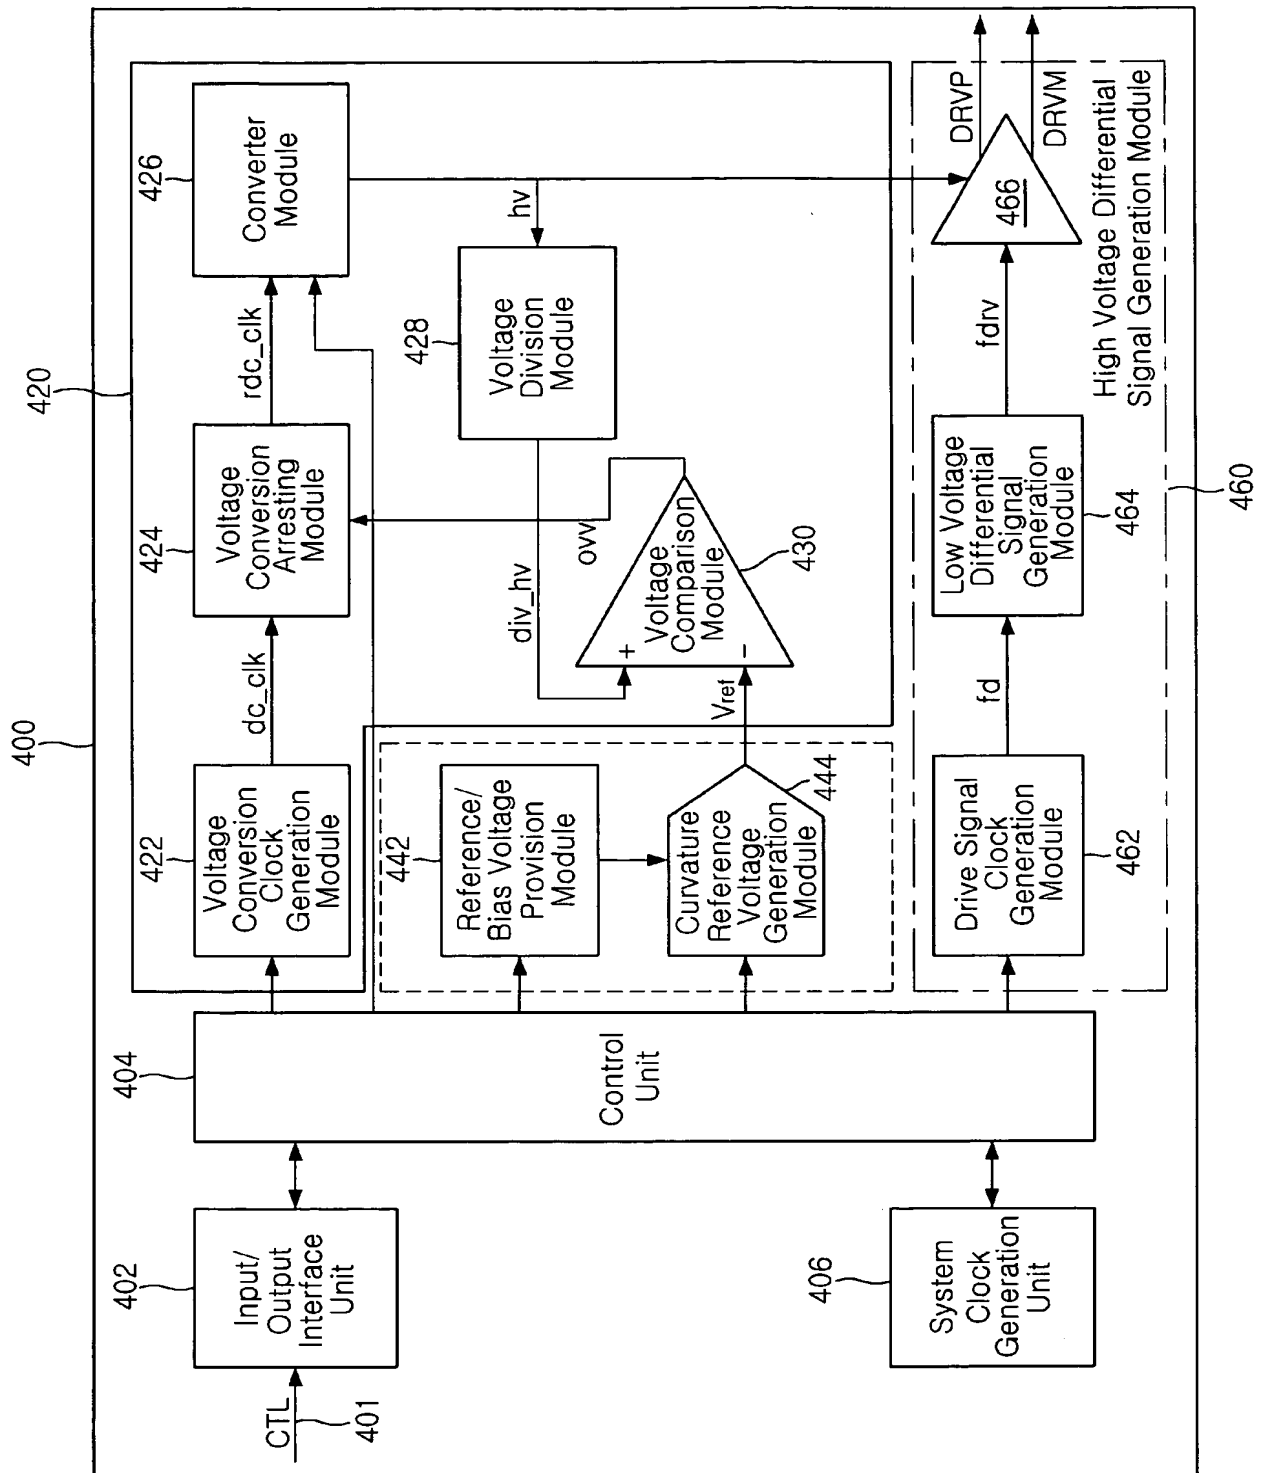 400
CTL
401
402
Input/
Output
Interface
Unit
406
System
Clock
Generation
Unit
404
Control
Unit
420
422
Voltage
Conversion
Clock
Generation
Module
dc_clk
424
Voltage
Conversion
Arresting
Module
rdc_clk
426
Converter
Module
hv
428
Voltage
Division
Module
div_hv
ovv
+
-
Voltage
Comparison
Module
430
442
Reference/
Bias Voltage
Provision
Module
Curvature
Reference
Voltage
Generation
Module
444
Vref
Drive Signal
Clock
Generation
Module
462
fd
Low Voltage
Differential
Signal
Generation
Module
464
fdrv
466
DRVP
DRVM
High Voltage Differential
Signal Generation Module
460